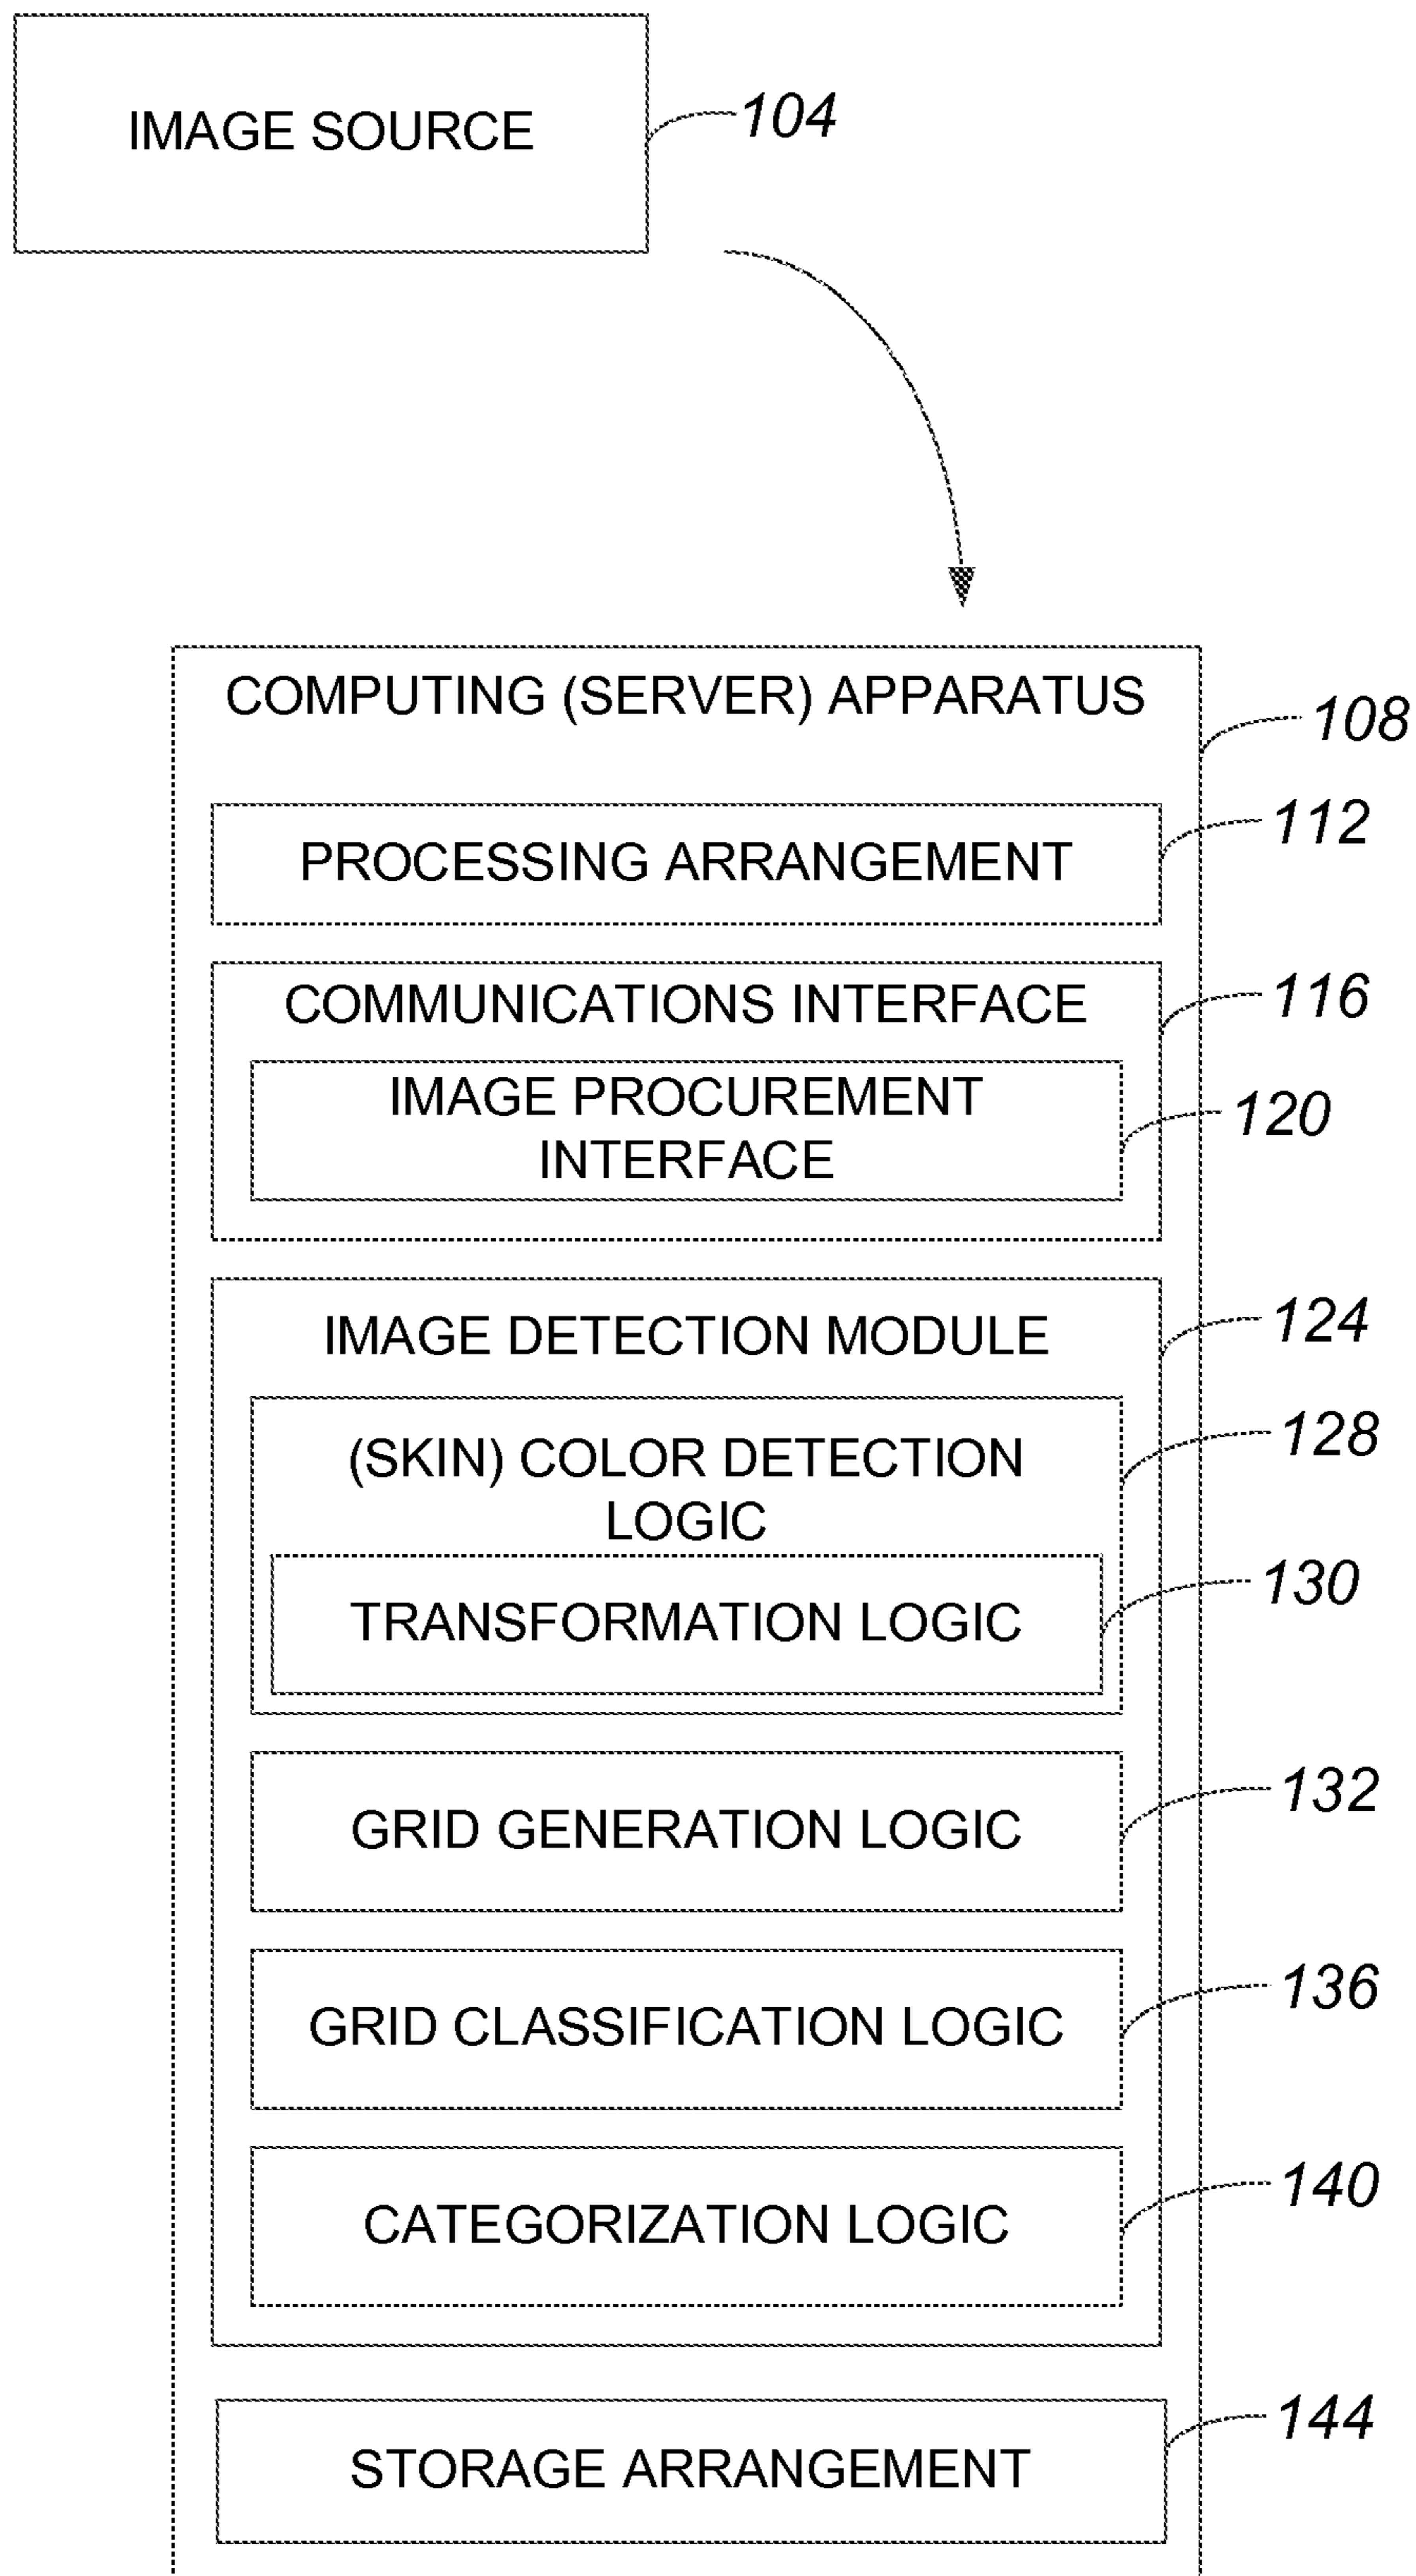 IMAGE SOURCE
104
COMPUTING (SERVER) APPARATUS
108
PROCESSING ARRANGEMENT
112
COMMUNICATIONS INTERFACE
116
IMAGE PROCUREMENT
INTERFACE
120
IMAGE DETECTION MODULE
124
(SKIN) COLOR DETECTION
LOGIC
128
TRANSFORMATION LOGIC
130
GRID GENERATION LOGIC
132
GRID CLASSIFICATION LOGIC
136
CATEGORIZATION LOGIC
140
STORAGE ARRANGEMENT
144